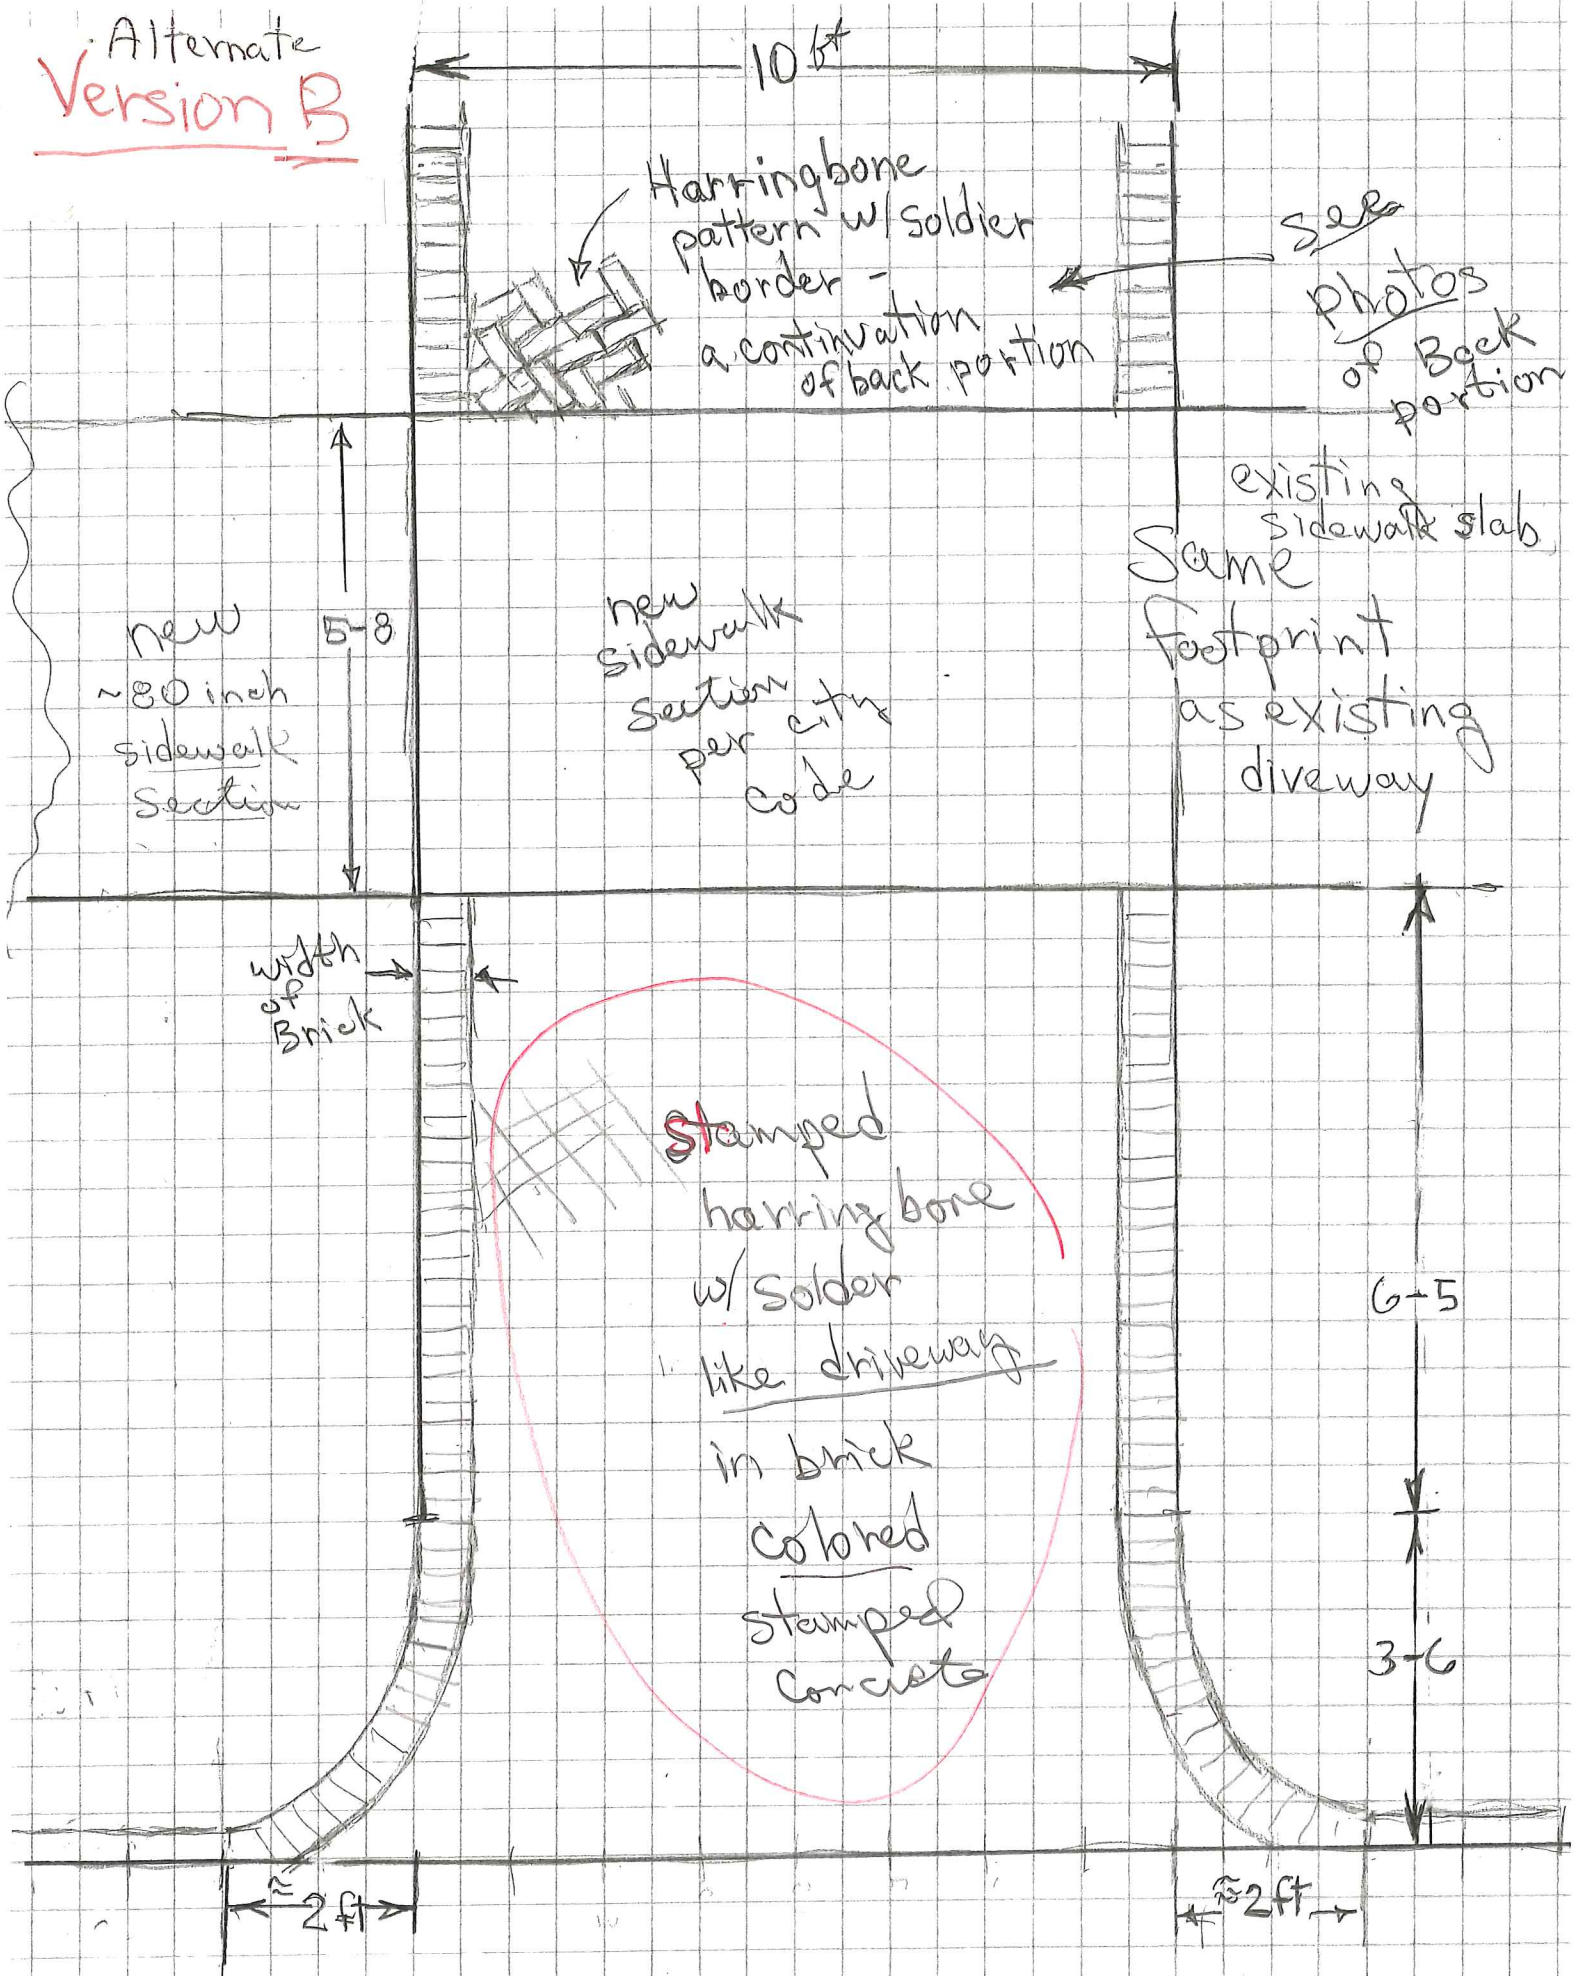 Alternate
Version B
10 ft
Harringbone
pattern w/ soldier
border -
a continuation
of back portion
see
photos
of Back
portion
existing
sidewalk slab
Same
footprint
as existing
diveway
new
~80 inch
sidewalk
section
5-8
new
sidewalk
section
per city
code
width
of
Brick
stamped
harringbone
w/ Solder
like driveway
in brick
colored
stamped
concrete
6-5
3-6
≈
2 ft
≈2 ft